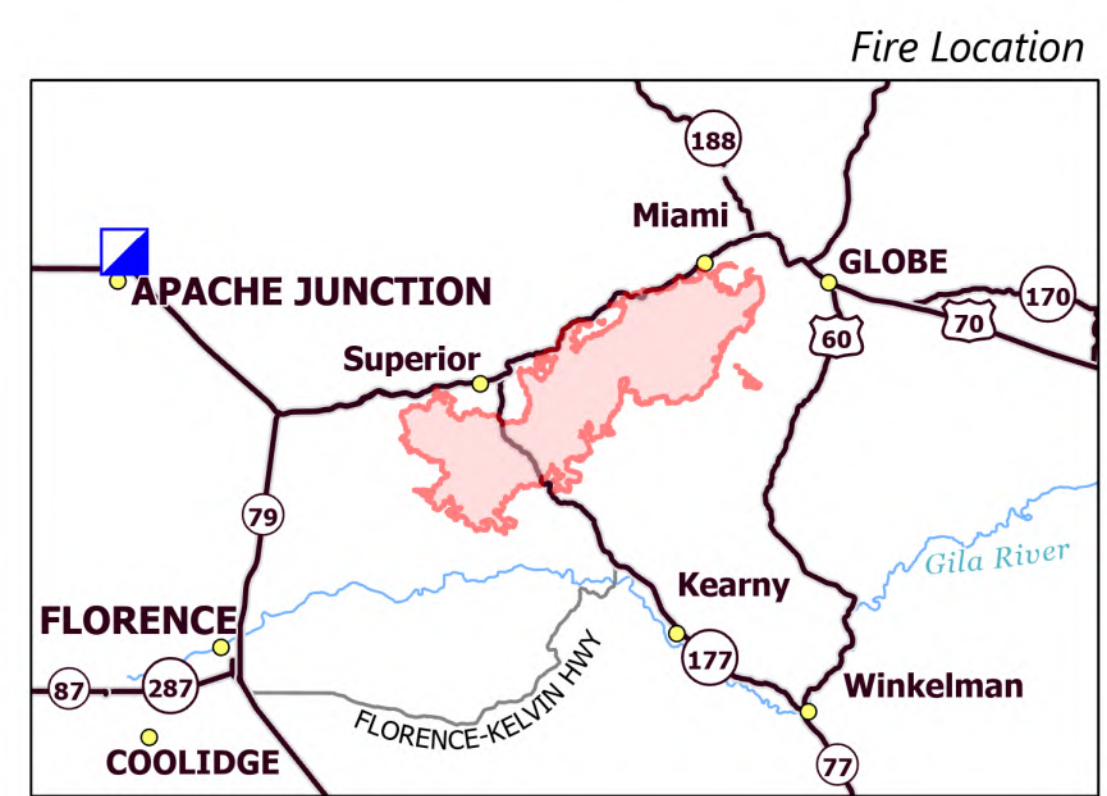 Fire Location
188
Miami
GLOBE
170
APACHE JUNCTION
70
60
Superior
79
Gila River
Kearny
FLORENCE
177
87
287
Winkelman
FLORENCE-KELVIN HWY
COOLIDGE
77